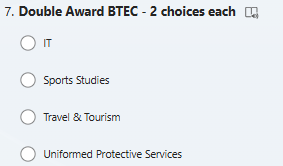 7. Double Award BTEC - 2 choices each
IT
Sports Studies
Travel & Tourism
Uniformed Protective Services